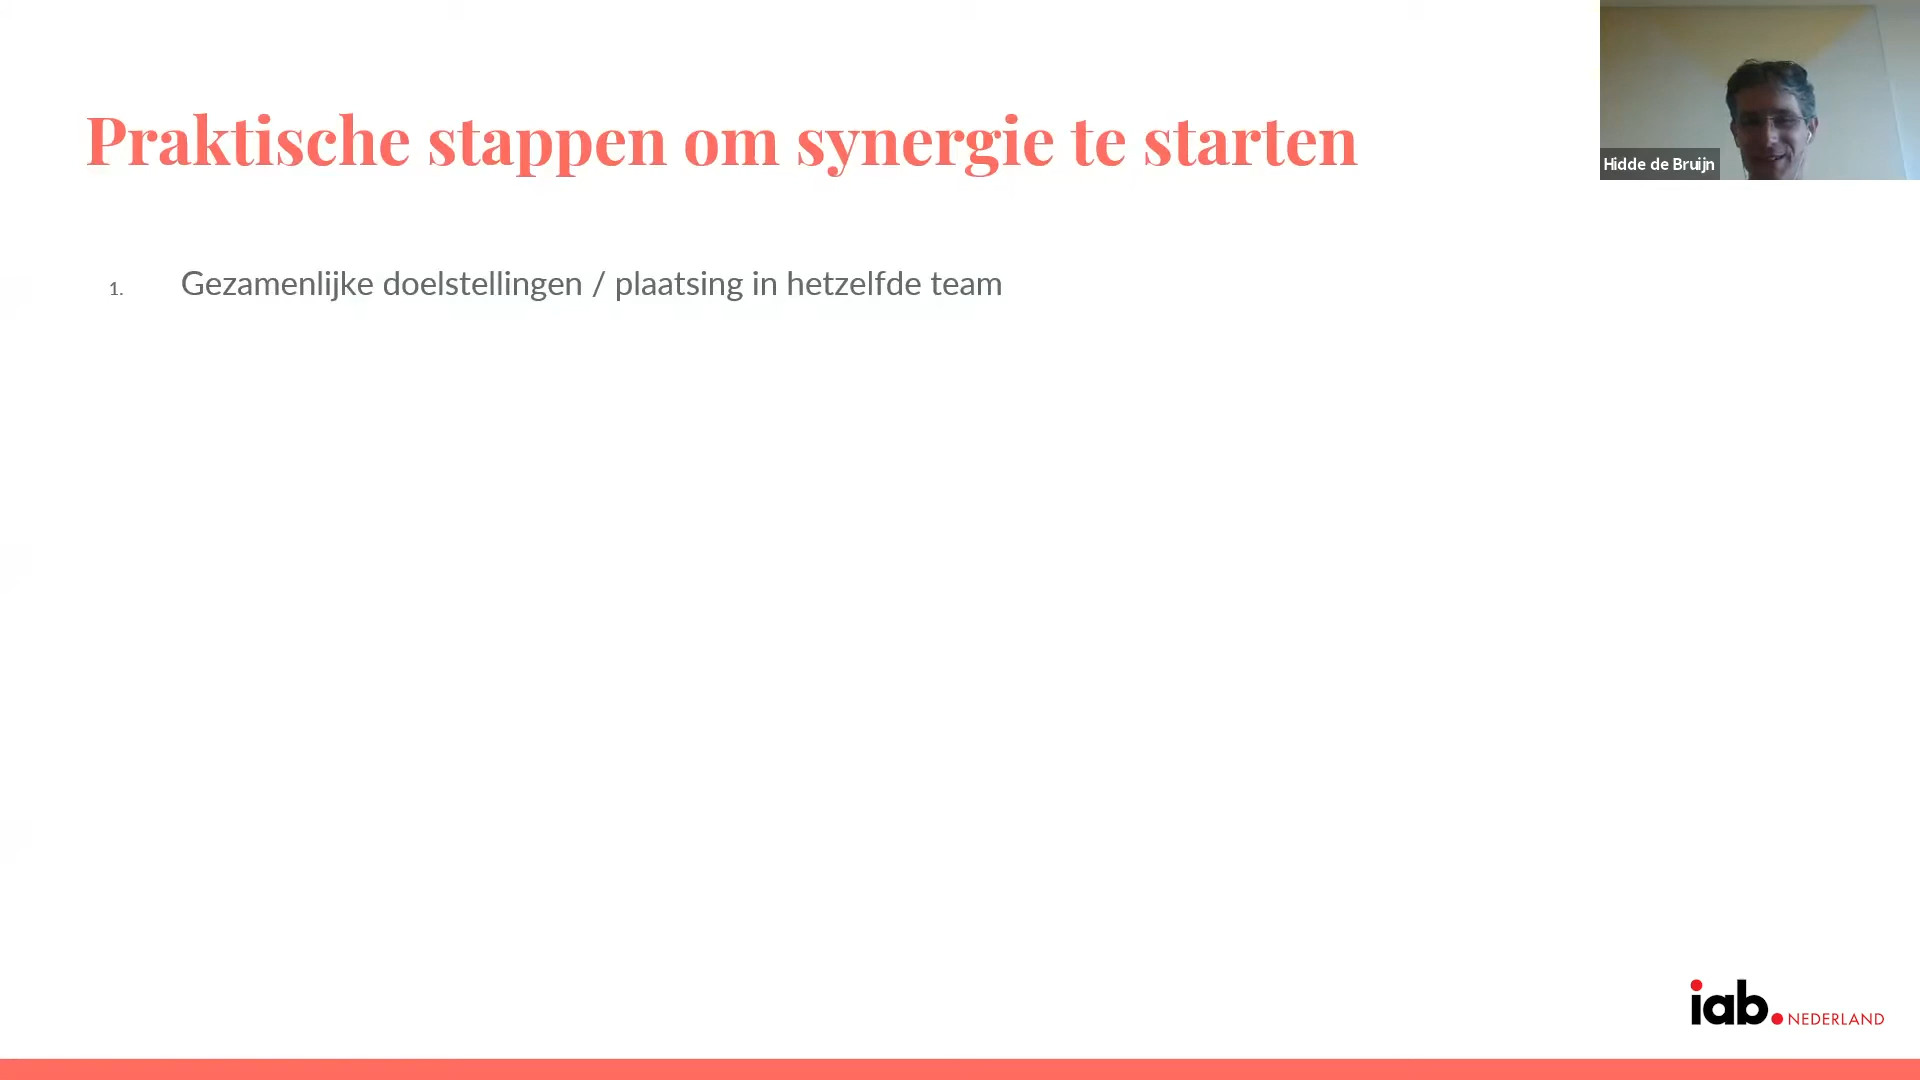 Praktische stappen om synergie te starten
Hidde de Bruijn
1. Gezamenlijke doelstellingen / plaatsing in hetzelfde team
iab.NEDERLAND